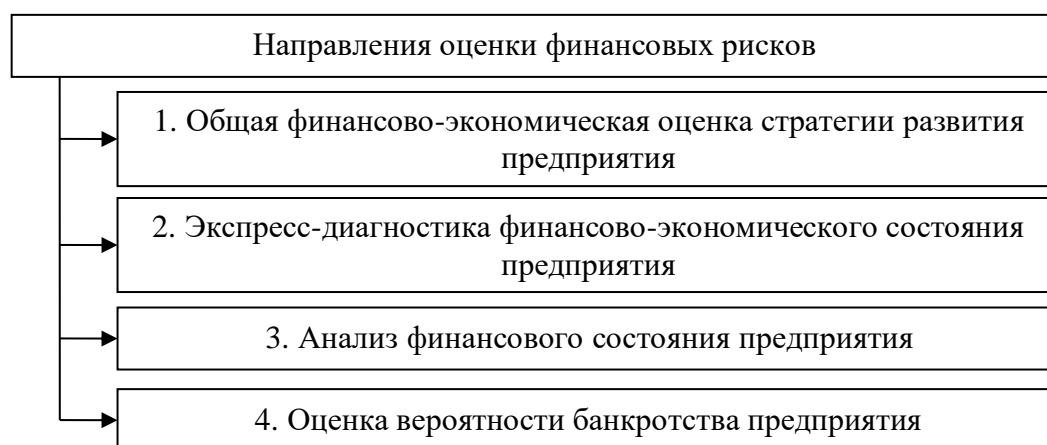 Направления оценки финансовых рисков
1. Общая финансово-экономическая оценка стратегии развития
предприятия
2. Экспресс-диагностика финансово-экономического состояния
предприятия
3. Анализ финансового состояния предприятия
4. Оценка вероятности банкротства предприятия